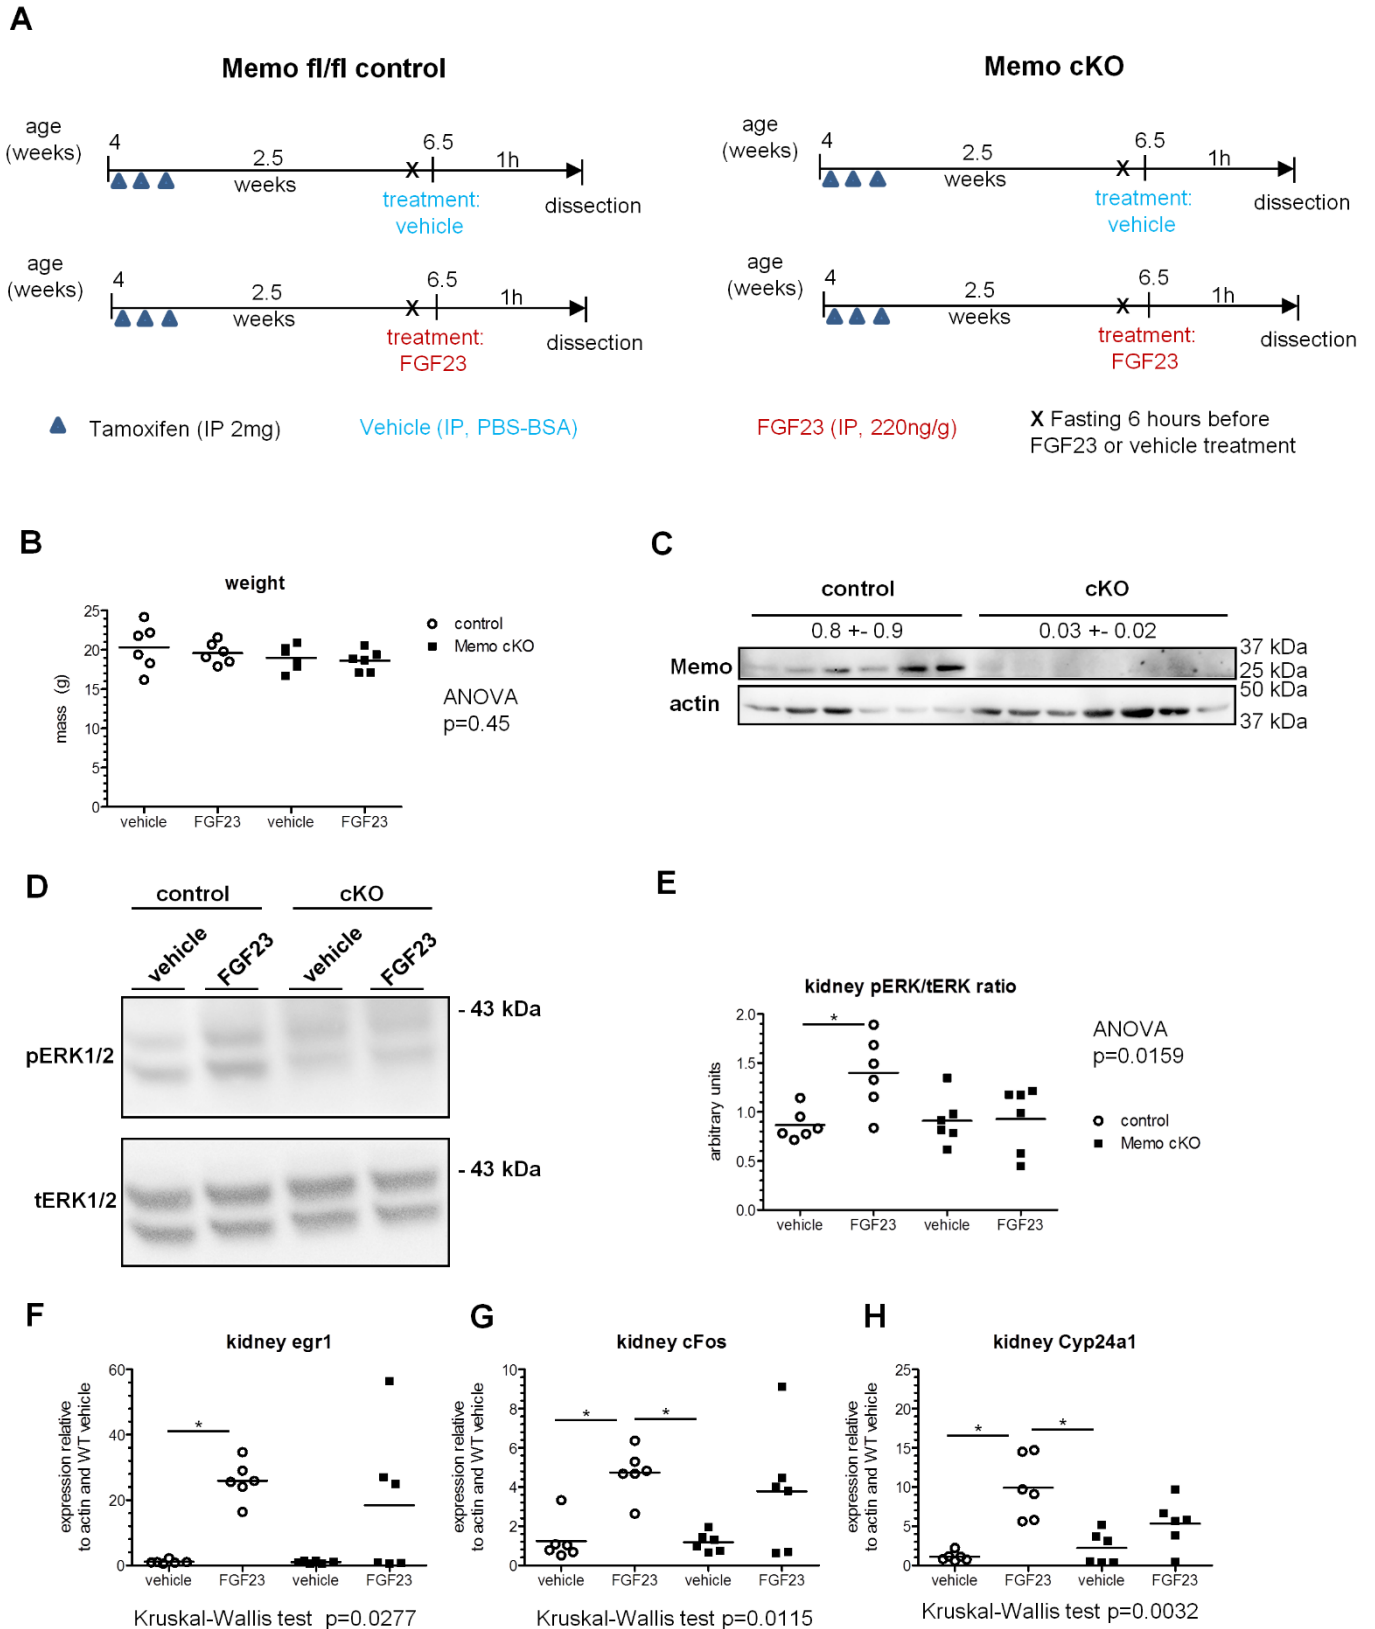 A
Memo fl/fl control
Memo cKO
age
(weeks)
4
2.5
weeks
X
6.5
1h
treatment:
vehicle
dissection
age
(weeks)
4
2.5
weeks
X
6.5
1h
treatment:
vehicle
dissection
age
(weeks)
4
2.5
weeks
X
6.5
1h
treatment:
FGF23
dissection
age
(weeks)
4
2.5
weeks
X
6.5
1h
treatment:
FGF23
dissection
Tamoxifen (IP 2mg)
Vehicle (IP, PBS-BSA)
FGF23 (IP, 220ng/g)
X Fasting 6 hours before
FGF23 or vehicle treatment
B
weight
mass (g)
25
20
15
10
5
0
vehicle
FGF23
vehicle
FGF23
control
Memo cKO
ANOVA
p=0.45
C
control
cKO
0.8 +- 0.9
0.03 +- 0.02
Memo
actin
37 kDa
25 kDa
50 kDa
37 kDa
D
control
cKO
vehicle
FGF23
vehicle
FGF23
pERK1/2
- 43 kDa
tERK1/2
- 43 kDa
E
kidney pERK/tERK ratio
arbitrary units
2.0
1.5
1.0
0.5
0.0
*
vehicle
FGF23
vehicle
FGF23
ANOVA
p=0.0159
control
Memo cKO
F
kidney egr1
expression relative
to actin and WT vehicle
60
40
20
0
*
vehicle
FGF23
vehicle
FGF23
Kruskal-Wallis test p=0.0277
G
kidney cFos
expression relative
to actin and WT vehicle
10
8
6
4
2
0
*
*
vehicle
FGF23
vehicle
FGF23
Kruskal-Wallis test p=0.0115
H
kidney Cyp24a1
expression relative
to actin and WT vehicle
25
20
15
10
5
0
*
*
vehicle
FGF23
vehicle
FGF23
Kruskal-Wallis test p=0.0032